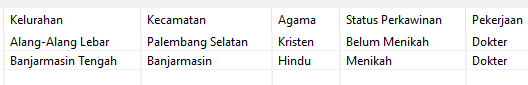 Kelurahan Kecamatan Agama Status Perkawinan Pekerjaan
Alang-Alang Lebar Palembang Selatan Kristen Belum Menikah Dokter
Banjarmasin Tengah Banjarmasin Hindu Menikah Dokter